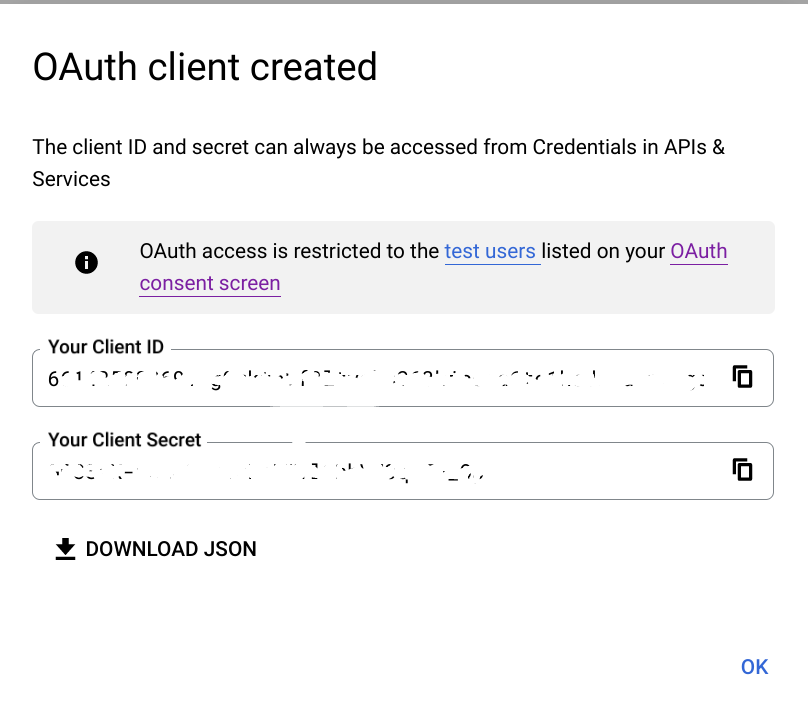 OAuth client created
The client ID and secret can always be accessed from Credentials in APIs &
Services
OAuth access is restricted to the test users listed on your OAuth
consent screen
Your Client ID
Your Client Secret
DOWNLOAD JSON
OK